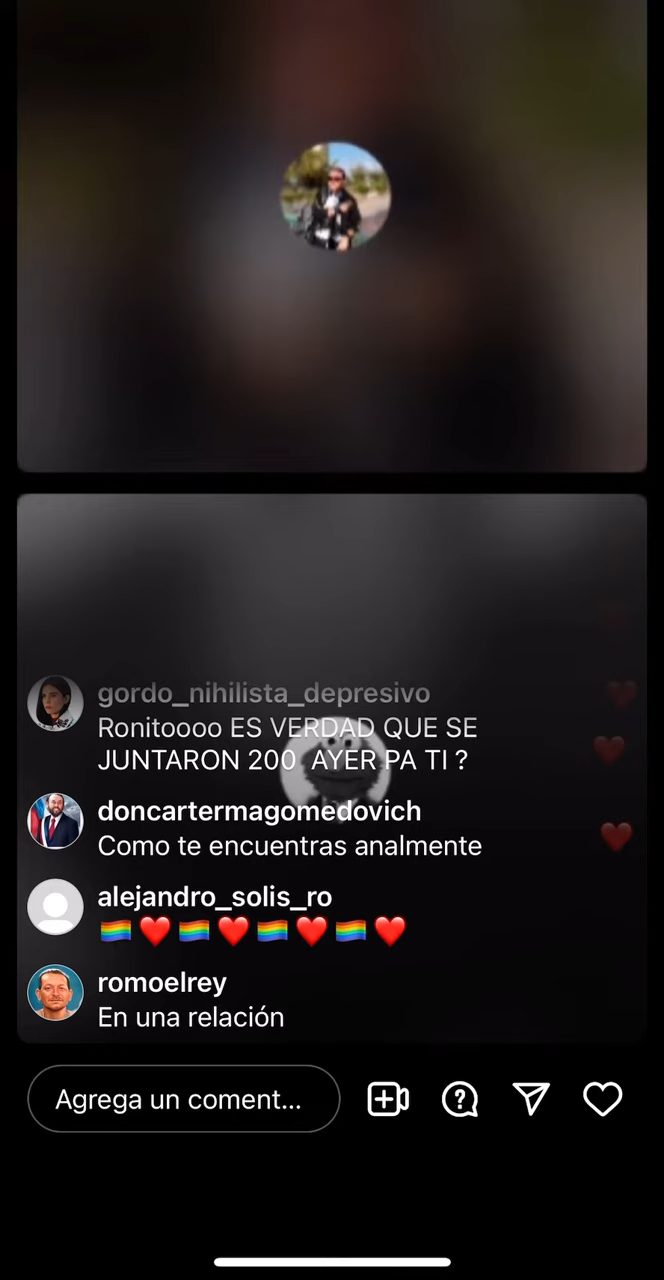 gordo_nihilista_depresivo
Ronitoooo ES VERDAD QUE SE
JUNTARON 200 AYER PA TI ?
doncartermagomedovich
Como te encuentras analmente
alejandro_solis_ro
🏳️‍🌈❤️🏳️‍🌈❤️🏳️‍🌈❤️🏳️‍🌈❤️
romoelrey
En una relación
Agrega un coment...